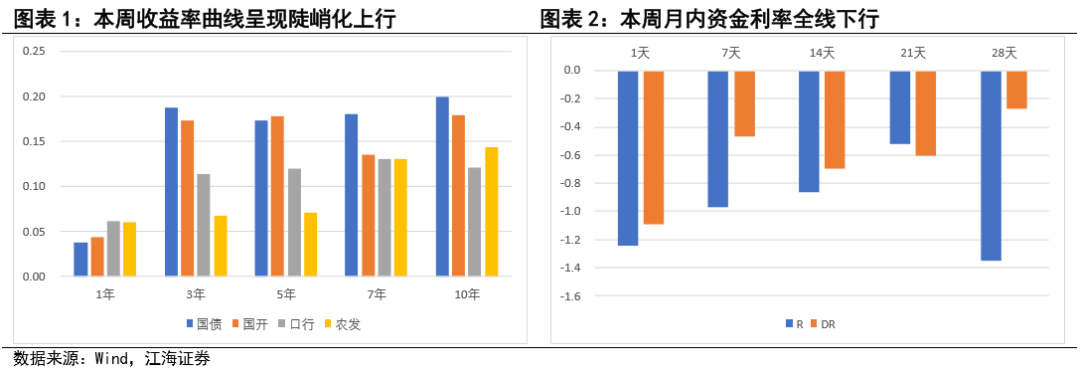 图表 1：本周收益率曲线呈现陡峭化上行
0.25
0.20
0.15
0.10
0.05
0.00
1年 3年 5年 7年 10年
国债 国开 口行 农发
图表 2：本周月内资金利率全线下行
1天 7天 14天 21天 28天
0.0
-0.2
-0.4
-0.6
-0.8
-1.0
-1.2
-1.4
-1.6
R DR
数据来源：Wind，江海证券